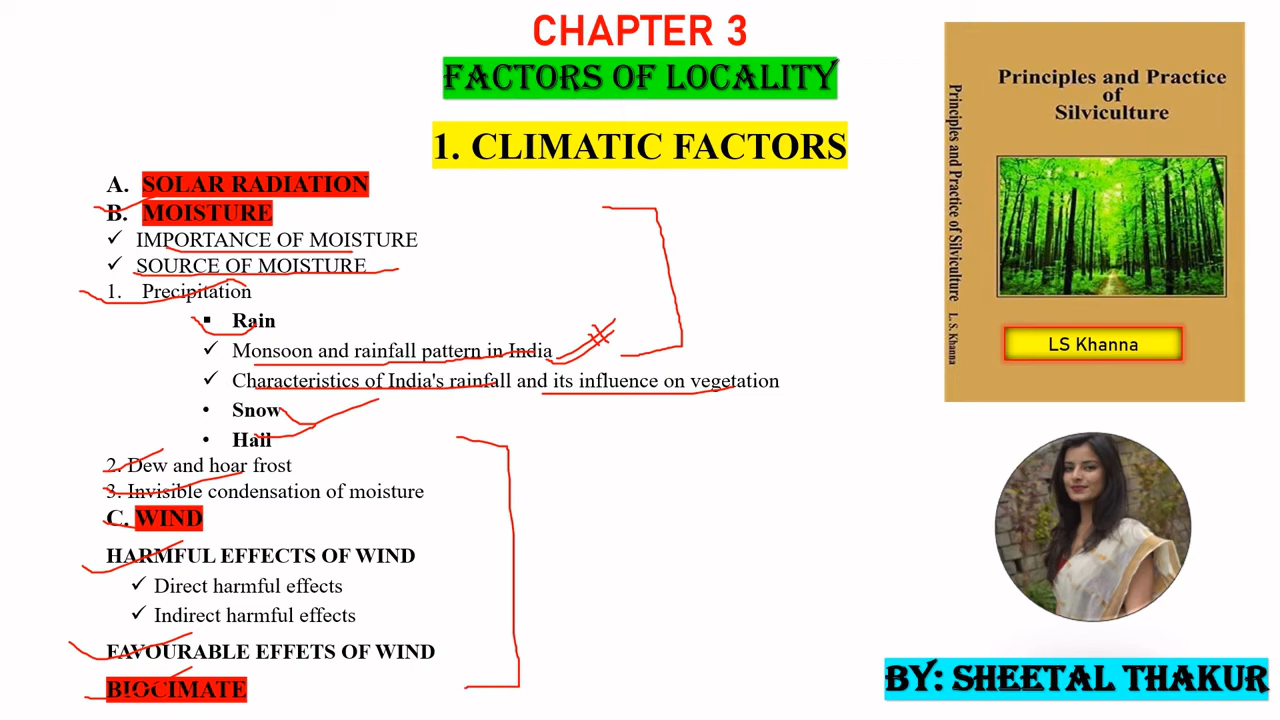 CHAPTER 3
FACTORS OF LOCALITY
1. CLIMATIC FACTORS
A. SOLAR RADIATION
B. MOISTURE
✓ IMPORTANCE OF MOISTURE
✓ SOURCE OF MOISTURE
1. Precipitation
▪ Rain
✓ Monsoon and rainfall pattern in India
✓ Characteristics of India's rainfall and its influence on vegetation
• Snow
• Hail
2. Dew and hoar frost
3. Invisible condensation of moisture
C. WIND
HARMFUL EFFECTS OF WIND
✓ Direct harmful effects
✓ Indirect harmful effects
FAVOURABLE EFFETS OF WIND
BIOCIMATE
Principles and Practice
of
Silviculture
Principles and Practice of Silviculture L. S. Khanna
LS Khanna
BY: SHEETAL THAKUR